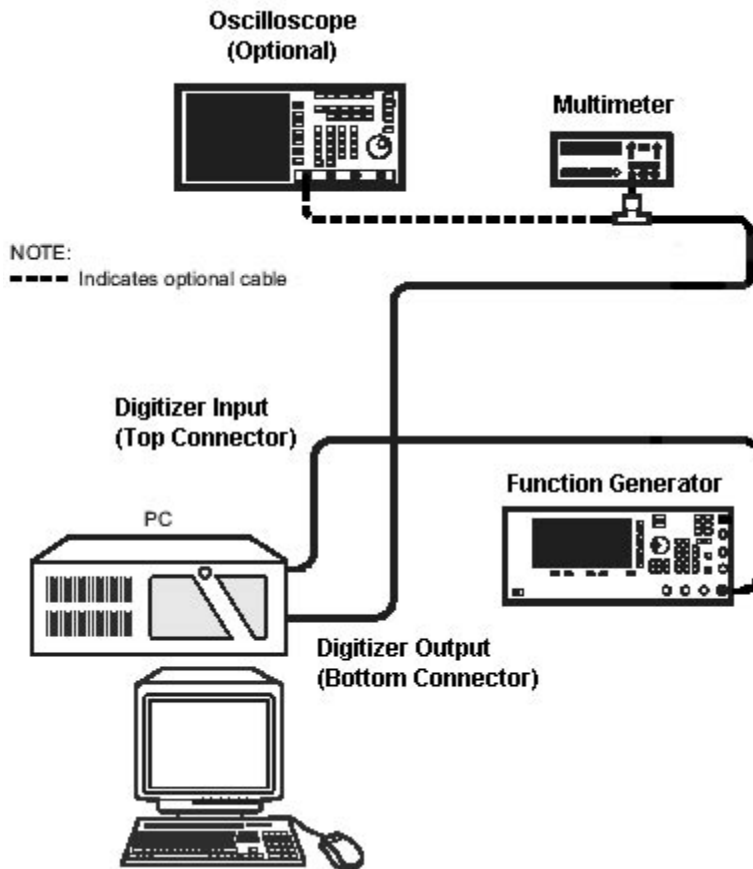 Oscilloscope
(Optional)
Multimeter
NOTE:
Indicates optional cable
Digitizer Input
(Top Connector)
Function Generator
PC
Digitizer Output
(Bottom Connector)